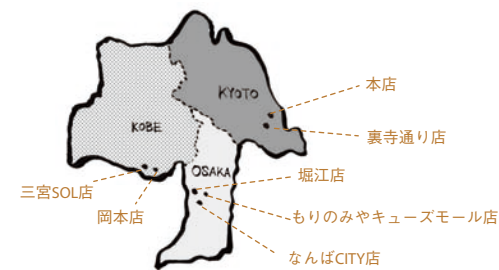 KYOTO
本店
裏寺通り店
KOBE
OSAKA
堀江店
三宮SOL店
岡本店
もりのみやキューズモール店
なんばCITY店